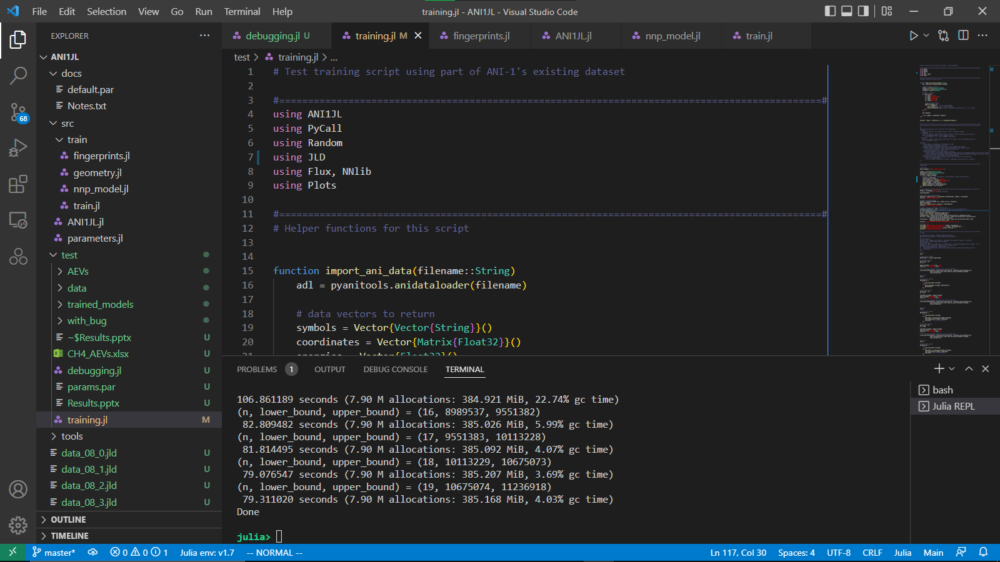 File Edit Selection View Go Run Terminal Help
training.jl - ANI1JL - Visual Studio Code
EXPLORER
debugging.jl U
training.jl M
fingerprints.jl
ANI1JL.jl
nnp_model.jl
train.jl
test > training.jl > ...
ANI1JL
docs
default.par
Notes.txt
src
train
fingerprints.jl
geometry.jl
nnp_model.jl
train.jl
ANI1JL.jl
parameters.jl
test
AEVs
data
trained_models
with_bug
~$Results.pptx U
CH4_AEVs.xlsx U
debugging.jl U
params.par U
Results.pptx U
training.jl M
tools
data_08_0.jld U
data_08_1.jld U
data_08_2.jld U
data_08_3.jld U
OUTLINE
TIMELINE
68
1 # Test training script using part of ANI-1's existing dataset
2
3 #==============================================================================================#
4 using ANI1JL
5 using PyCall
6 using Random
7 using JLD
8 using Flux, NNlib
9 using Plots
10
11 #==============================================================================================#
12 # Helper functions for this script
13
14
15 function import_ani_data(filename::String)
16 adl = pyanitools.anidataloader(filename)
17
18 # data vectors to return
19 symbols = Vector{Vector{String}}()
20 coordinates = Vector{Matrix{Float32}}()
21 energies = Vector{Float32}()
PROBLEMS 1 OUTPUT DEBUG CONSOLE TERMINAL
106.861189 seconds (7.90 M allocations: 384.921 MiB, 22.74% gc time)
(n, lower_bound, upper_bound) = (16, 8989537, 9551382)
82.809482 seconds (7.90 M allocations: 385.026 MiB, 5.99% gc time)
(n, lower_bound, upper_bound) = (17, 9551383, 10113228)
81.814495 seconds (7.90 M allocations: 385.092 MiB, 4.07% gc time)
(n, lower_bound, upper_bound) = (18, 10113229, 10675073)
79.076547 seconds (7.90 M allocations: 385.207 MiB, 3.69% gc time)
(n, lower_bound, upper_bound) = (19, 10675074, 11236918)
79.311020 seconds (7.90 M allocations: 385.168 MiB, 4.03% gc time)
Done
julia>
bash
Julia REPL
master* 0 0 1 Julia env: v1.7 -- NORMAL -- Ln 117, Col 30 Spaces: 4 UTF-8 CRLF Julia Main